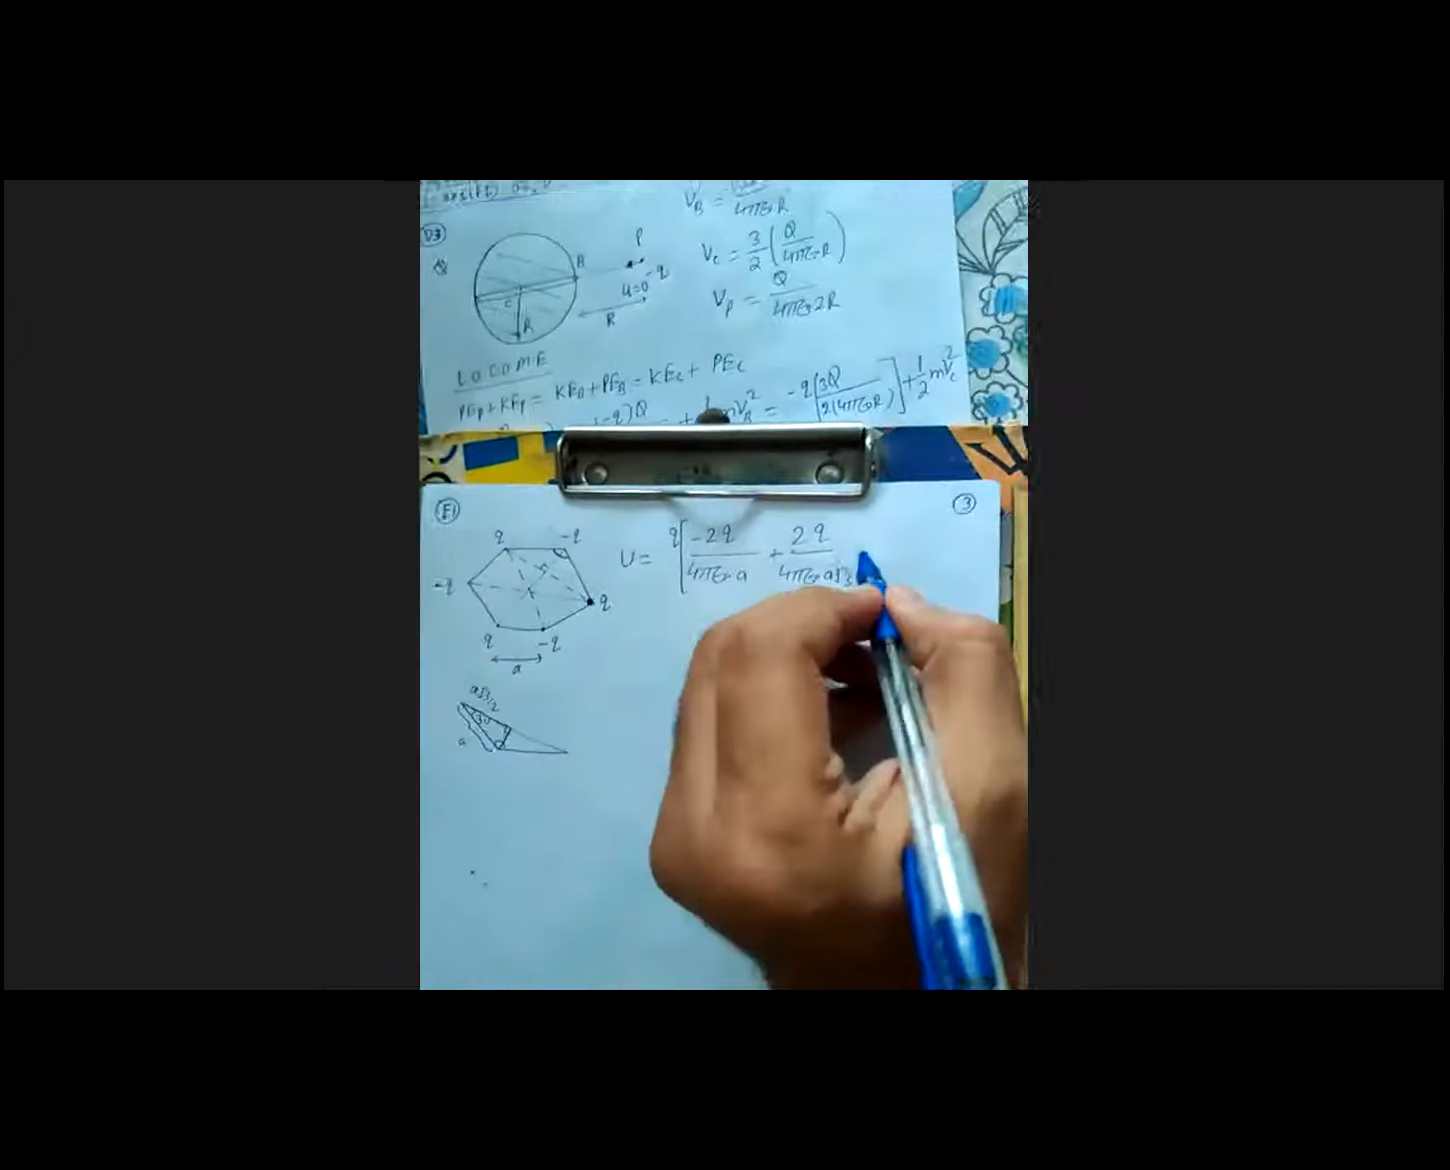 V_B = 4πε₀R
D3
P
B
V_c = 3/2 (Q/4πε₀R)
-q
u=0
C
R
R
V_p = Q/4πε₀2R
LOCOME
PE_p + KE_p = KE_B + PE_B = KE_c + PE_c
(-q)Q + mV_B² = -q[3Q/2(4πε₀R)] + 1/2 mV_c²
E1
3
q
-q
U = q[-2q/4πε₀a + 2q/4πε₀a√3
-q
q
q
-q
a
a√3/2
30
a